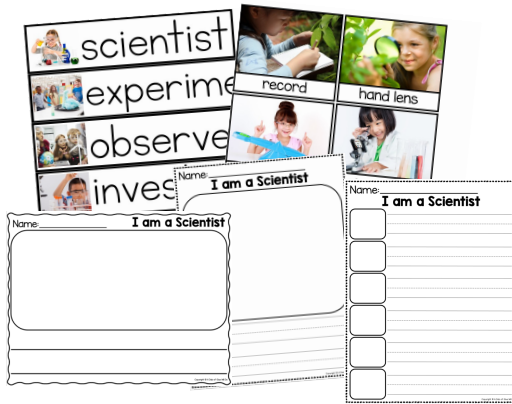 scientist
experime
observe
inves
record
hand lens
Name:
I am a Scientist
Name:
I am a Scientist
Name:
I am a Scientist